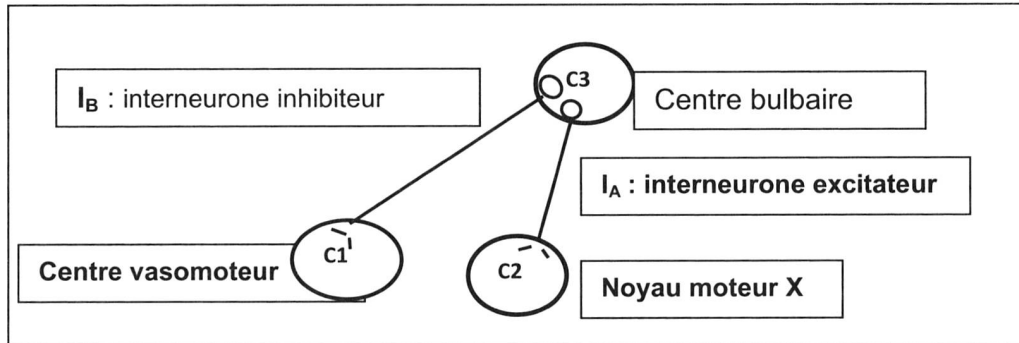 C3
I_B : interneurone inhibiteur
Centre bulbaire
I_A : interneurone excitateur
C1
C2
Centre vasomoteur
Noyau moteur X